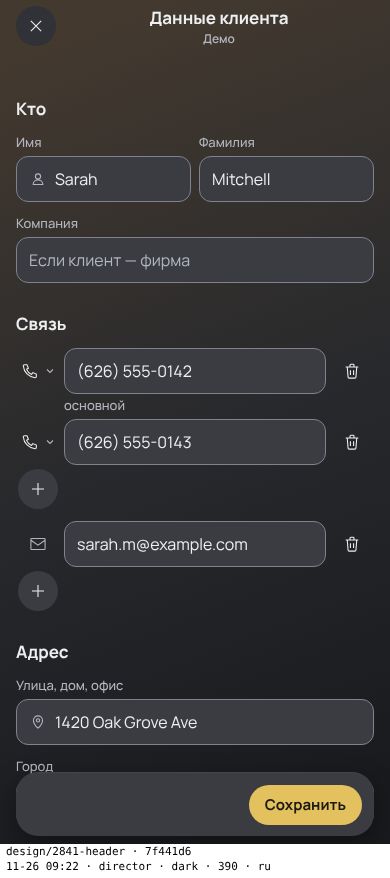 Данные клиента
Демо
Кто
Имя
Фамилия
Sarah
Mitchell
Компания
Если клиент — фирма
Связь
(626) 555-0142
основной
(626) 555-0143
sarah.m@example.com
Адрес
Улица, дом, офис
1420 Oak Grove Ave
Город
Сохранить
design/2841-header · 7f441d6
11-26 09:22 · director · dark · 390 · ru